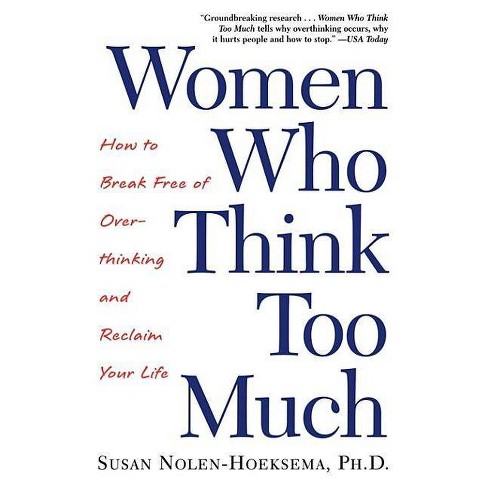 "Groundbreaking research . . . Women Who Think
Too Much tells why overthinking occurs, why
it hurts people and how to stop."—USA Today
Women
Who
Think
Too
Much
How to
Break Free of
Over-
thinking
and
Reclaim
Your Life
SUSAN NOLEN-HOEKSEMA, PH.D.